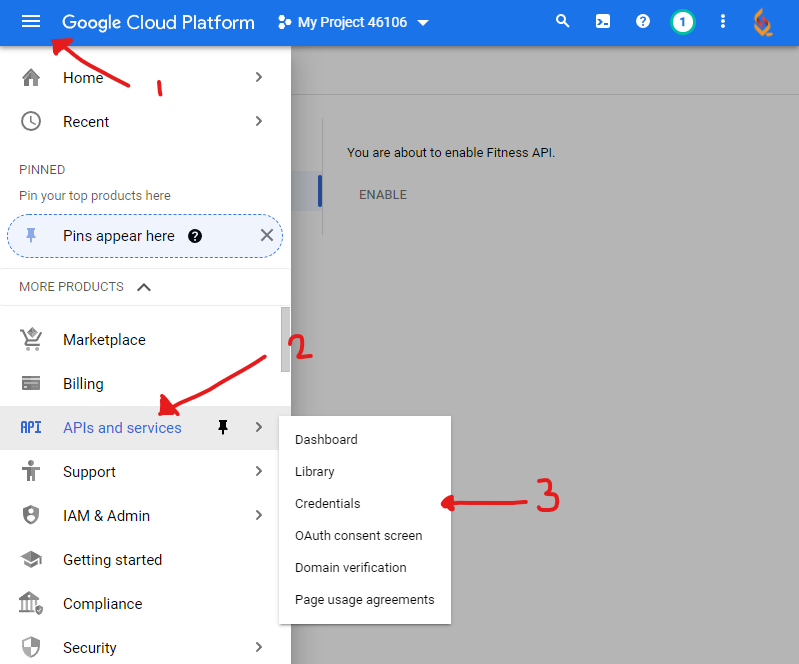 Google Cloud Platform
My Project 46106
1
1
Home
Recent
PINNED
Pin your top products here
Pins appear here
MORE PRODUCTS
2
Marketplace
Billing
API APIs and services
Support
IAM & Admin
Getting started
Compliance
Security
Dashboard
Library
Credentials
3
OAuth consent screen
Domain verification
Page usage agreements
You are about to enable Fitness API.
ENABLE